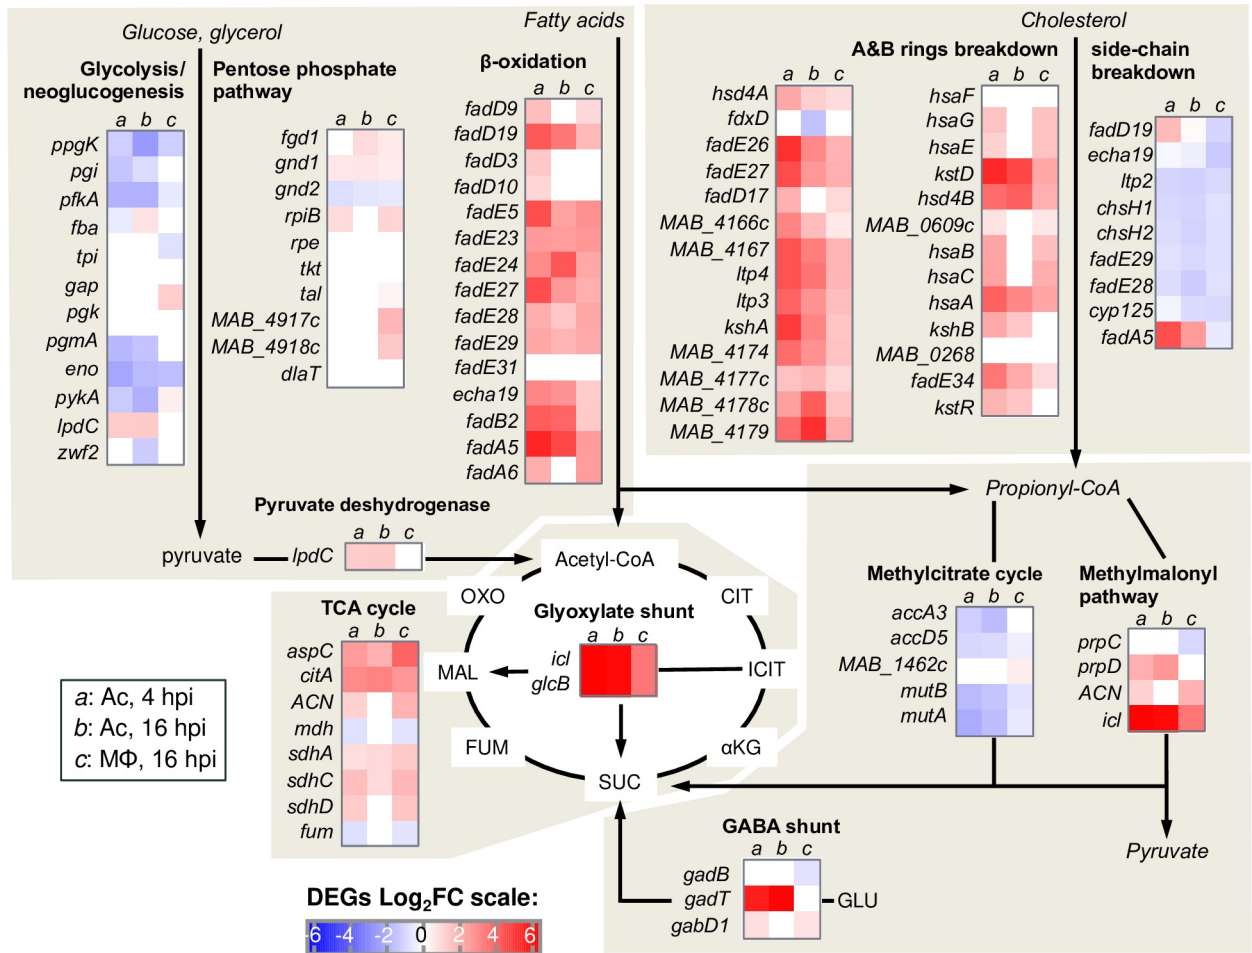 Glucose, glycerol
Glycolysis/
neoglucogenesis
a b c
ppgK
pgi
pfkA
fba
tpi
gap
pgk
pgmA
eno
pykA
lpdC
zwf2
Pentose phosphate
pathway
a b c
fgd1
gnd1
gnd2
rpiB
rpe
tkt
tal
MAB_4917c
MAB_4918c
dlaT
Fatty acids
β-oxidation
a b c
fadD9
fadD19
fadD3
fadD10
fadE5
fadE23
fadE24
fadE27
fadE28
fadE29
fadE31
echa19
fadB2
fadA5
fadA6
Cholesterol
A&B rings breakdown
a b c
hsd4A
fdxD
fadE26
fadE27
fadD17
MAB_4166c
MAB_4167
ltp4
ltp3
kshA
MAB_4174
MAB_4177c
MAB_4178c
MAB_4179
a b c
hsaF
hsaG
hsaE
kstD
hsd4B
MAB_0609c
hsaB
hsaC
hsaA
kshB
MAB_0268
fadE34
kstR
side-chain
breakdown
a b c
fadD19
echa19
ltp2
chsH1
chsH2
fadE29
fadE28
cyp125
fadA5
Pyruvate deshydrogenase
a b c
pyruvate
lpdC
Acetyl-CoA
Propionyl-CoA
OXO
CIT
MAL
ICIT
FUM
αKG
SUC
Glyoxylate shunt
a b c
icl
glcB
TCA cycle
a b c
aspC
citA
ACN
mdh
sdhA
sdhC
sdhD
fum
Methylcitrate cycle
a b c
accA3
accD5
MAB_1462c
mutB
mutA
Methylmalonyl
pathway
a b c
prpC
prpD
ACN
icl
Pyruvate
GABA shunt
a b c
gadB
gadT
gabD1
GLU
a: Ac, 4 hpi
b: Ac, 16 hpi
c: MΦ, 16 hpi
DEGs Log2FC scale:
-6 -4 -2 0 2 4 6